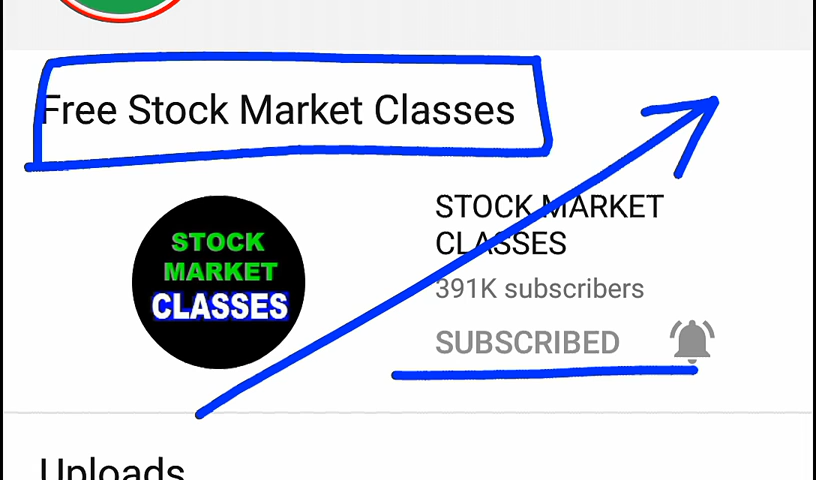 Free Stock Market Classes
STOCK
MARKET
CLASSES
STOCK MARKET
CLASSES
391K subscribers
SUBSCRIBED
Uploads